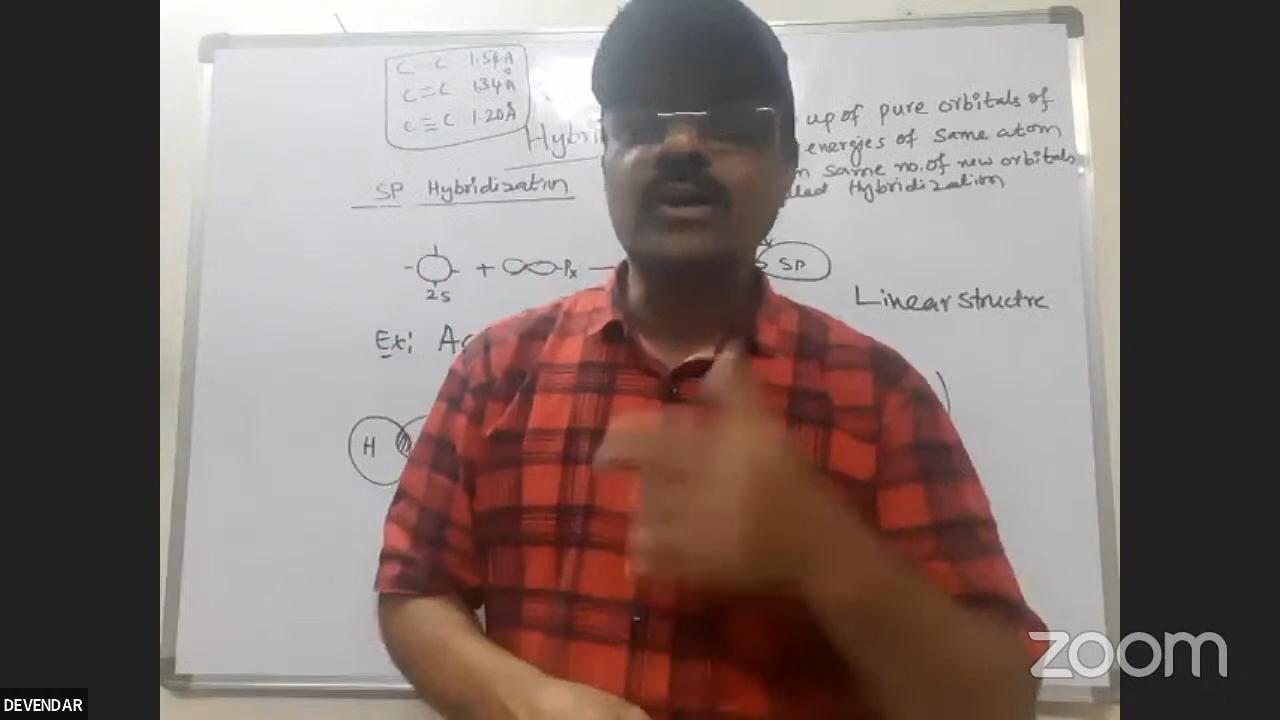 C - C 1.54Å
C = C 1.34Å
C ≡ C 1.20Å
up of pure orbitals of
energies of same atom
same no. of new orbitals
Hybridization
SP Hybridization
2s + Px
SP
Linear structre
Ex:
H
zoom
DEVENDAR